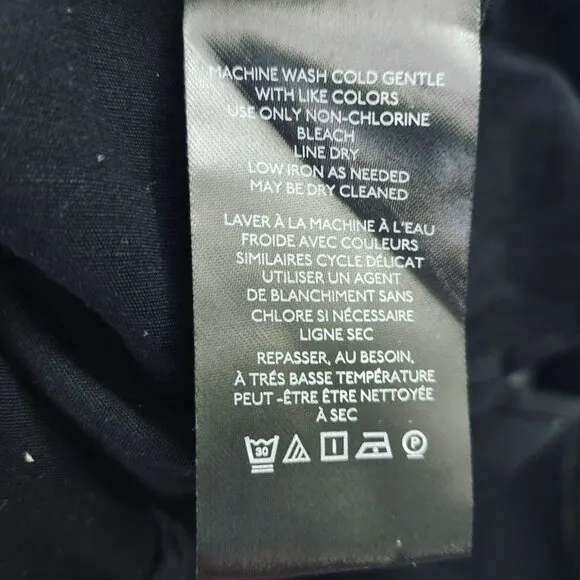 MACHINE WASH COLD GENTLE
WITH LIKE COLORS
USE ONLY NON-CHLORINE
BLEACH
LINE DRY
LOW IRON AS NEEDED
MAY BE DRY CLEANED
LAVER À LA MACHINE À L'EAU
FROIDE AVEC COULEURS
SIMILAIRES CYCLE DÉLICAT
UTILISER UN AGENT
DE BLANCHIMENT SANS
CHLORE SI NÉCESSAIRE
LIGNE SEC
REPASSER, AU BESOIN,
À TRÉS BASSE TEMPÉRATURE
PEUT -ÊTRE ÊTRE NETTOYÉE
À SEC
30 P